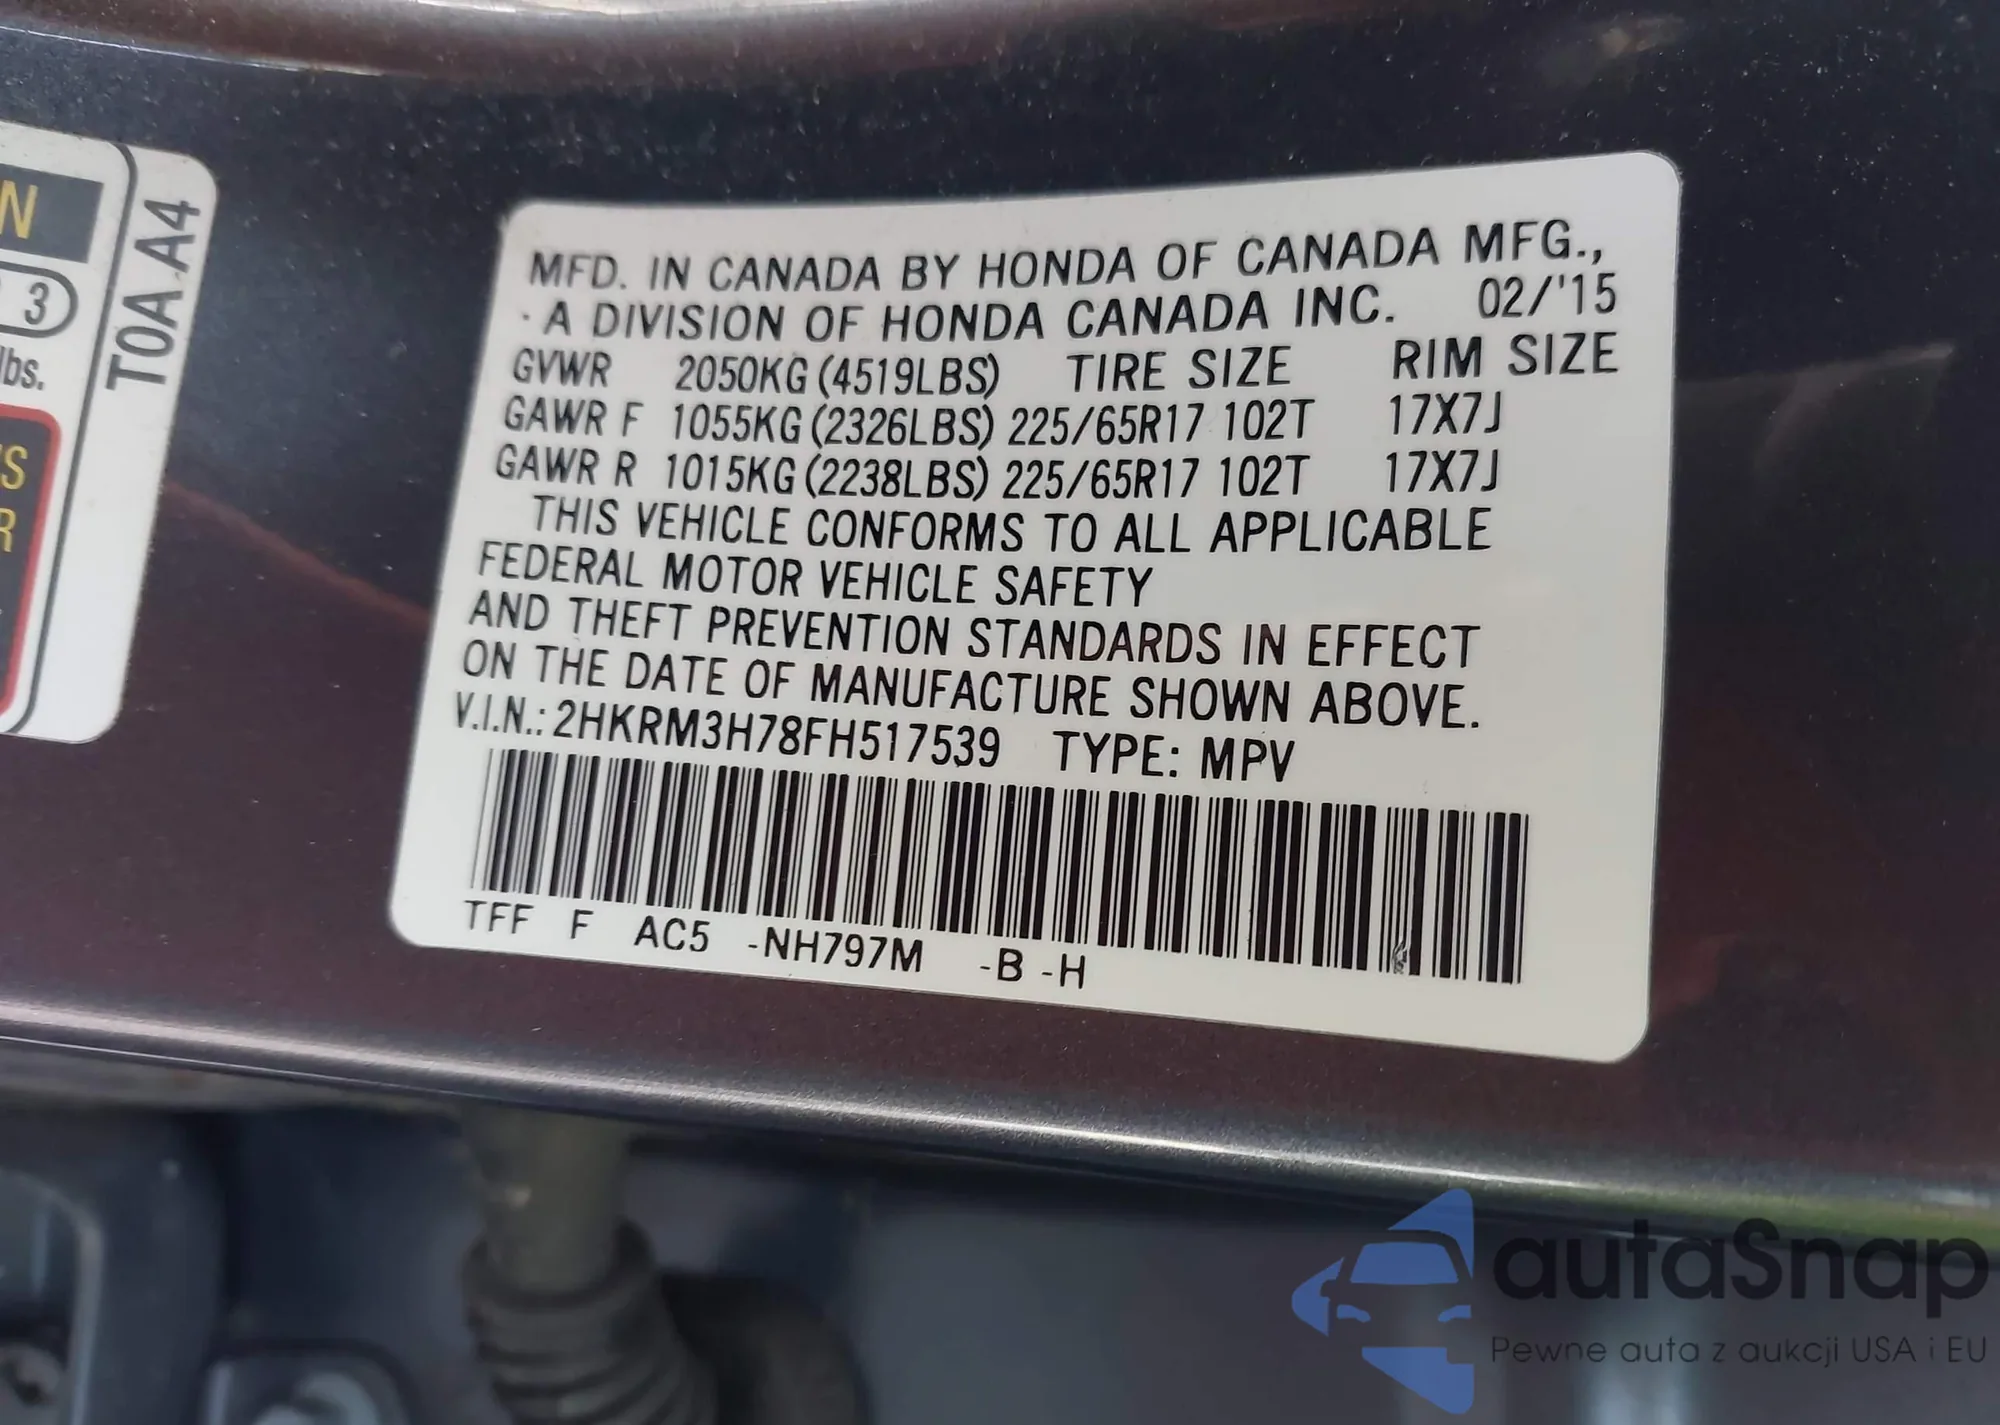 N
3
lbs.
S
R
T0A A4
MFD. IN CANADA BY HONDA OF CANADA MFG.,
A DIVISION OF HONDA CANADA INC. 02/'15
GVWR 2050KG (4519LBS) TIRE SIZE RIM SIZE
GAWR F 1055KG (2326LBS) 225/65R17 102T 17X7J
GAWR R 1015KG (2238LBS) 225/65R17 102T 17X7J
THIS VEHICLE CONFORMS TO ALL APPLICABLE
FEDERAL MOTOR VEHICLE SAFETY
AND THEFT PREVENTION STANDARDS IN EFFECT
ON THE DATE OF MANUFACTURE SHOWN ABOVE.
V.I.N.: 2HKRM3H78FH517539 TYPE: MPV
TFF F AC5 -NH797M -B -H
autaSnap
Pewne auta z aukcji USA i EU